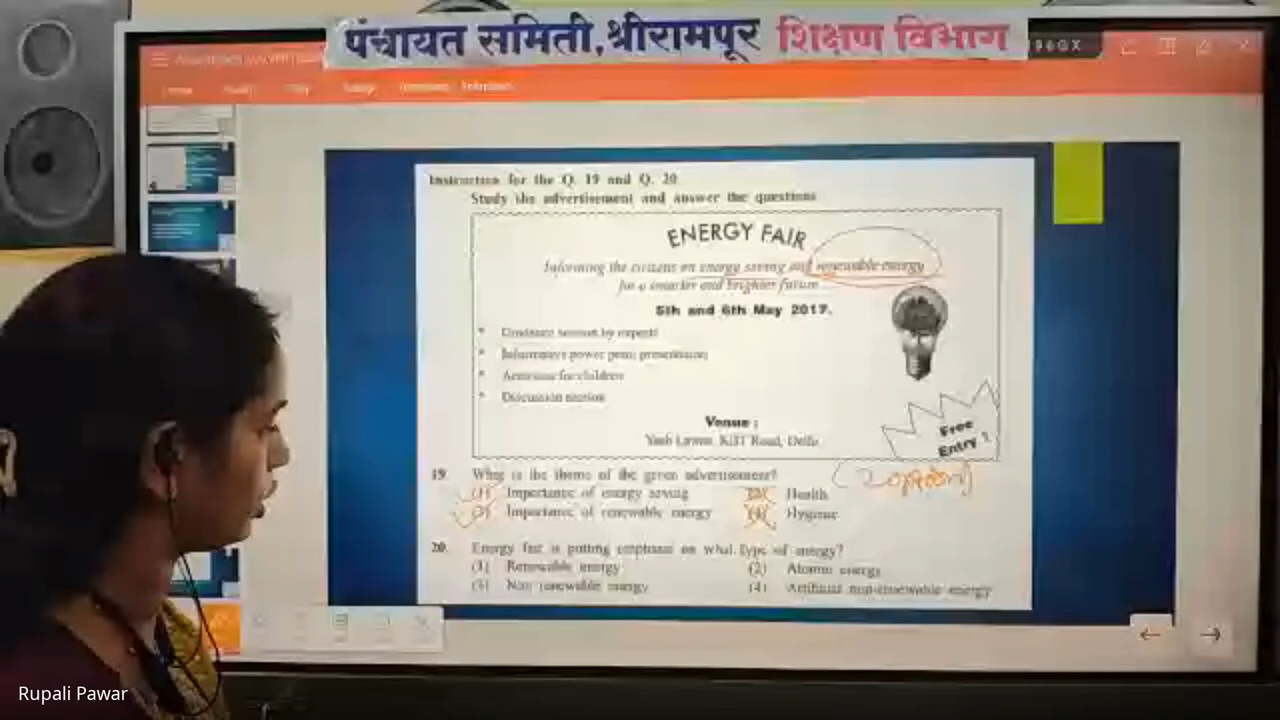 पंचायत समिती,श्रीरामपूर शिक्षण विभाग
Instruction for the Q. 19 and Q. 20
Study the advertisement and answer the questions
ENERGY FAIR
Informing the citizens on energy saving and renewable energy
for a smarter and brighter future
5th and 6th May 2017.
Guidance session by experts
Informative power point presentation
Activities for children
Discussion session
Venue :
Road, Delhi
Free
Entry !
19. What is the theme of the given advertisement?
(1) Importance of energy saving
(2) Health
(3) Importance of renewable energy
(4) Hygiene
20. Energy fair is putting emphasis on what type of energy?
(1) Renewable energy
(2) Atomic energy
(3) Non renewable energy
(4) Artificial non-renewable energy
Rupali Pawar